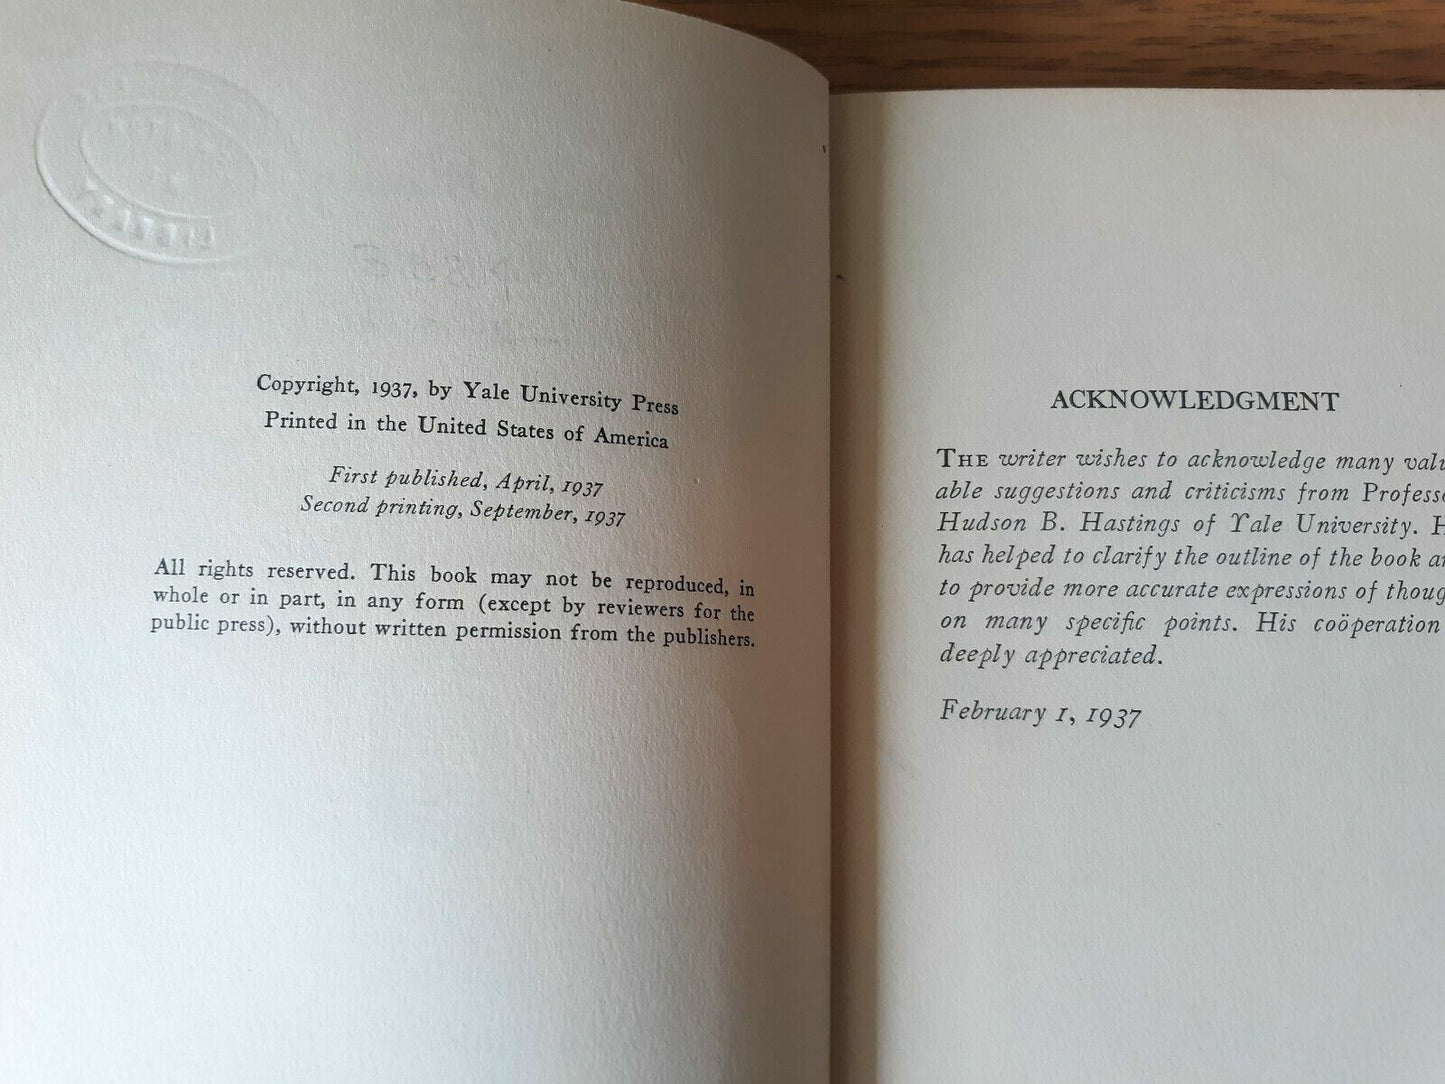 Copyright, 1937, by Yale University Press
Printed in the United States of America
First published, April, 1937
Second printing, September, 1937
All rights reserved. This book may not be reproduced, in
whole or in part, in any form (except by reviewers for the
public press), without written permission from the publishers.
ACKNOWLEDGMENT
THE writer wishes to acknowledge many valu
able suggestions and criticisms from Profess
Hudson B. Hastings of Yale University. H
has helped to clarify the outline of the book a
to provide more accurate expressions of thoug
on many specific points. His coöperation
deeply appreciated.
February 1, 1937